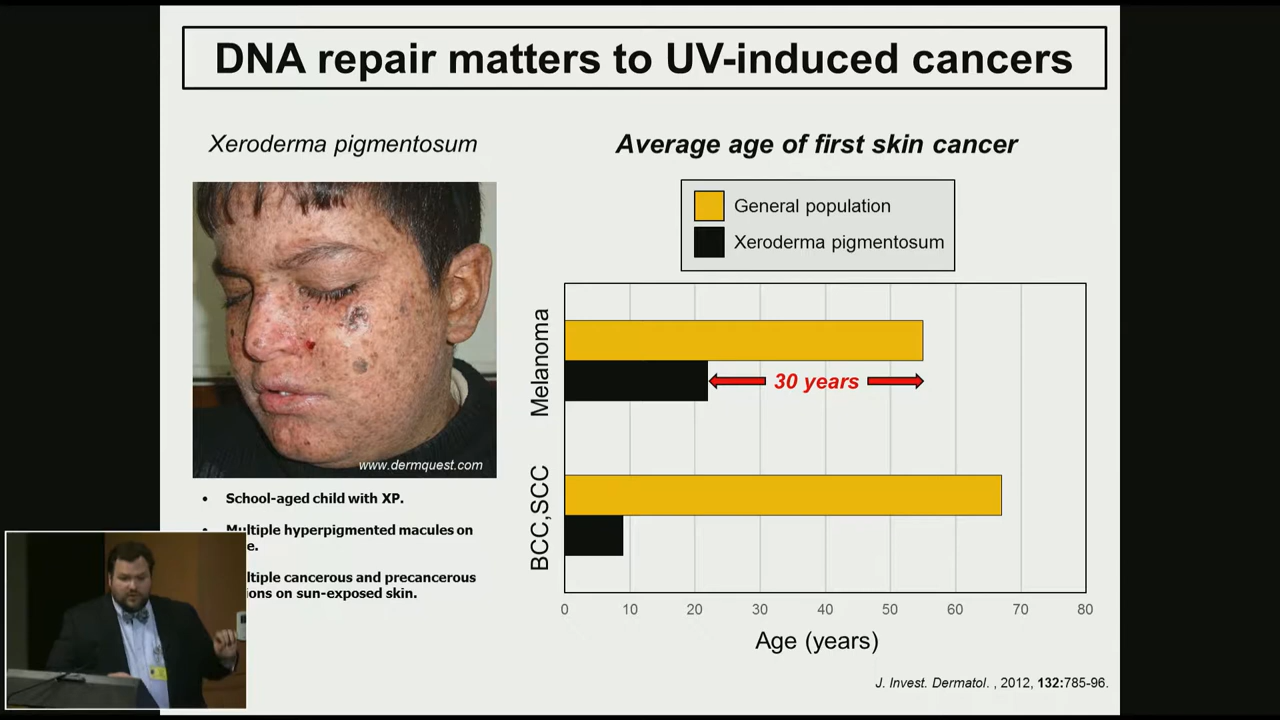 DNA repair matters to UV-induced cancers
Xeroderma pigmentosum
www.dermquest.com
• School-aged child with XP.
• Multiple hyperpigmented macules on
e.
ltiple cancerous and precancerous
ions on sun-exposed skin.
Average age of first skin cancer
General population
Xeroderma pigmentosum
Melanoma
30 years
BCC,SCC
0 10 20 30 40 50 60 70 80
Age (years)
J. Invest. Dermatol. , 2012, 132:785-96.